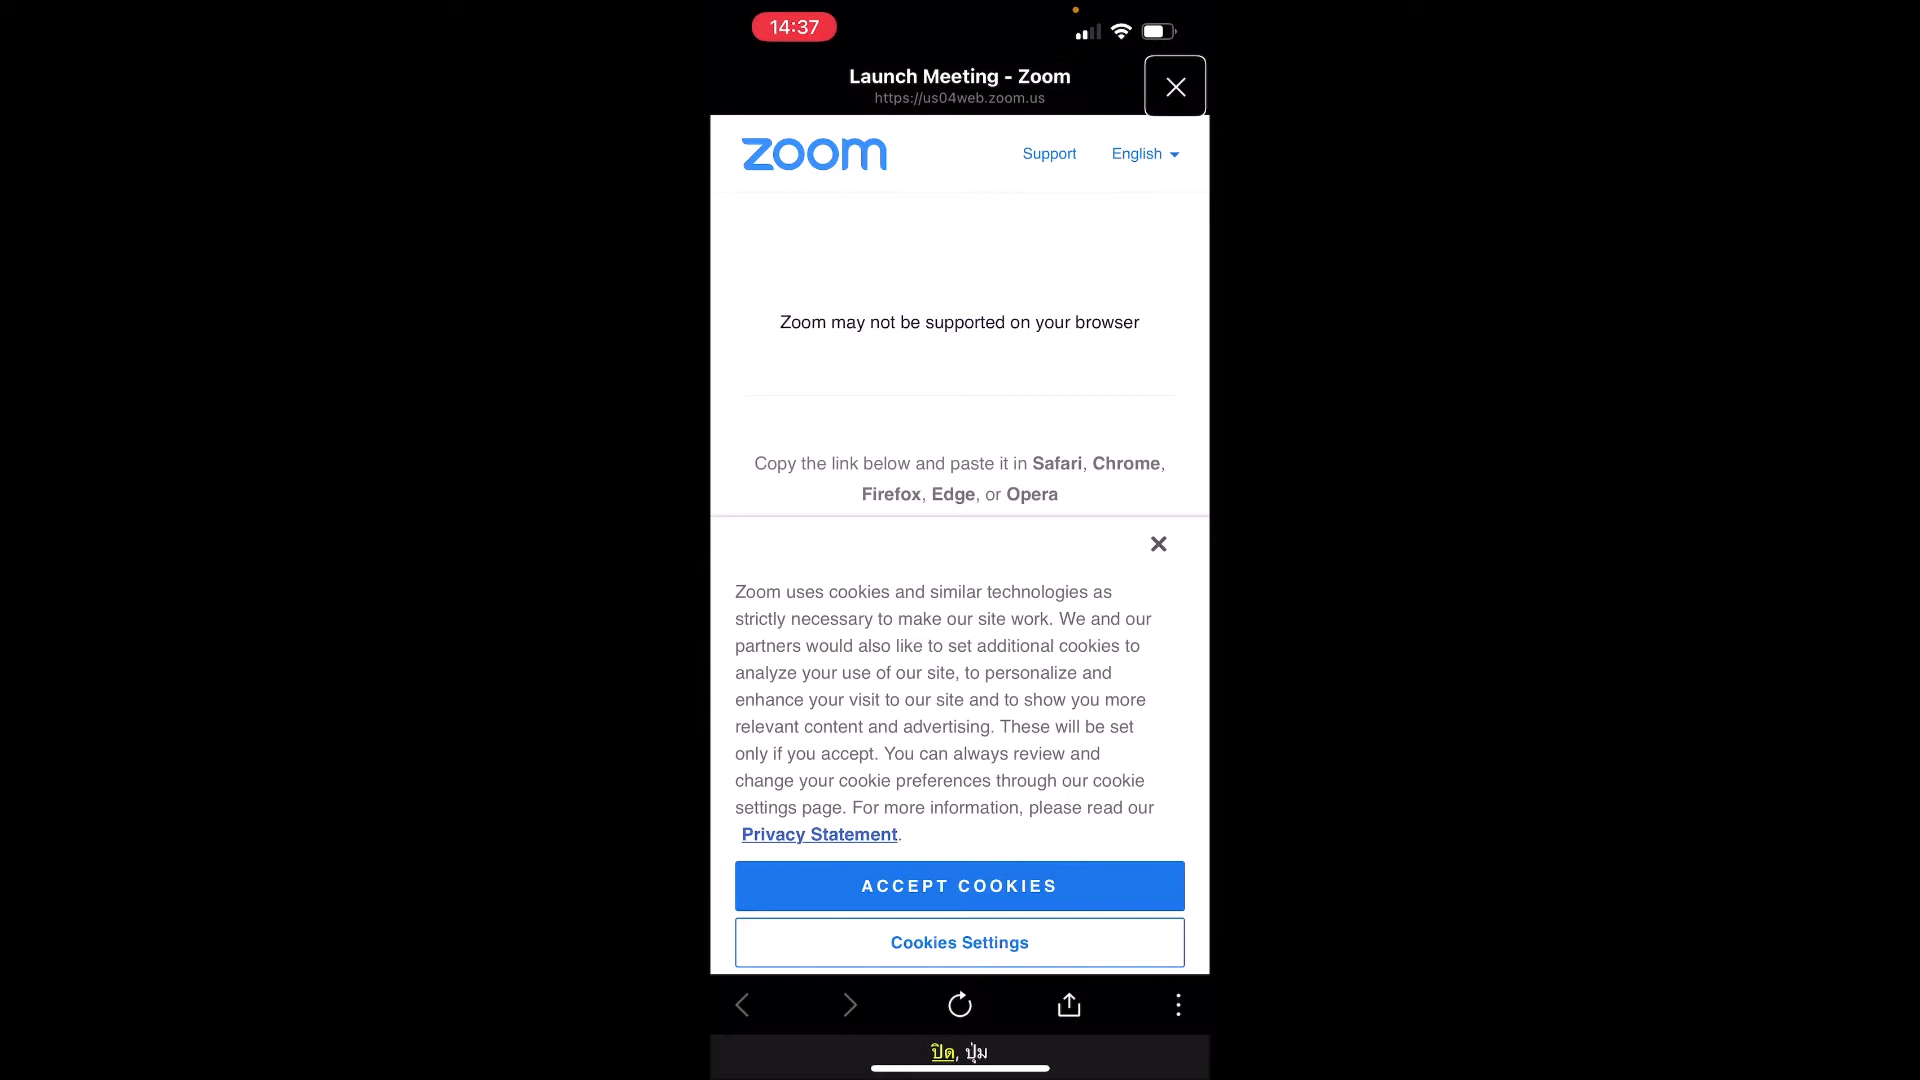 14:37
Launch Meeting - Zoom
https://us04web.zoom.us
zoom
Support
English
Zoom may not be supported on your browser
Copy the link below and paste it in Safari, Chrome,
Firefox, Edge, or Opera
Zoom uses cookies and similar technologies as
strictly necessary to make our site work. We and our
partners would also like to set additional cookies to
analyze your use of our site, to personalize and
enhance your visit to our site and to show you more
relevant content and advertising. These will be set
only if you accept. You can always review and
change your cookie preferences through our cookie
settings page. For more information, please read our
Privacy Statement.
ACCEPT COOKIES
Cookies Settings
ปิด, ปุ่ม